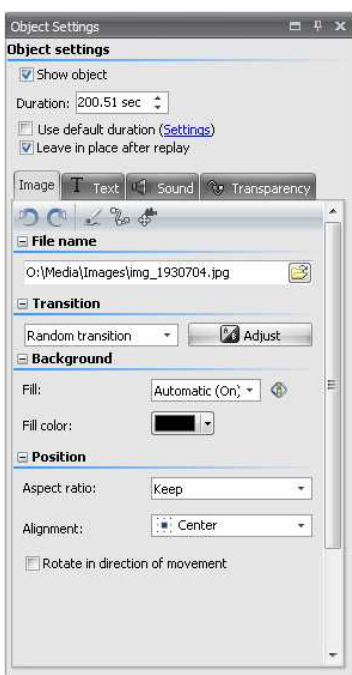 Object Settings
Object settings
Show object
Duration: 200.51 sec
Use default duration (Settings)
Leave in place after replay
Image T Text Sound Transparency
File name
O:\Media\Images\img_1930704.jpg
Transition
Random transition Adjust
Background
Fill: Automatic (On)
Fill color:
Position
Aspect ratio: Keep
Alignment: Center
Rotate in direction of movement